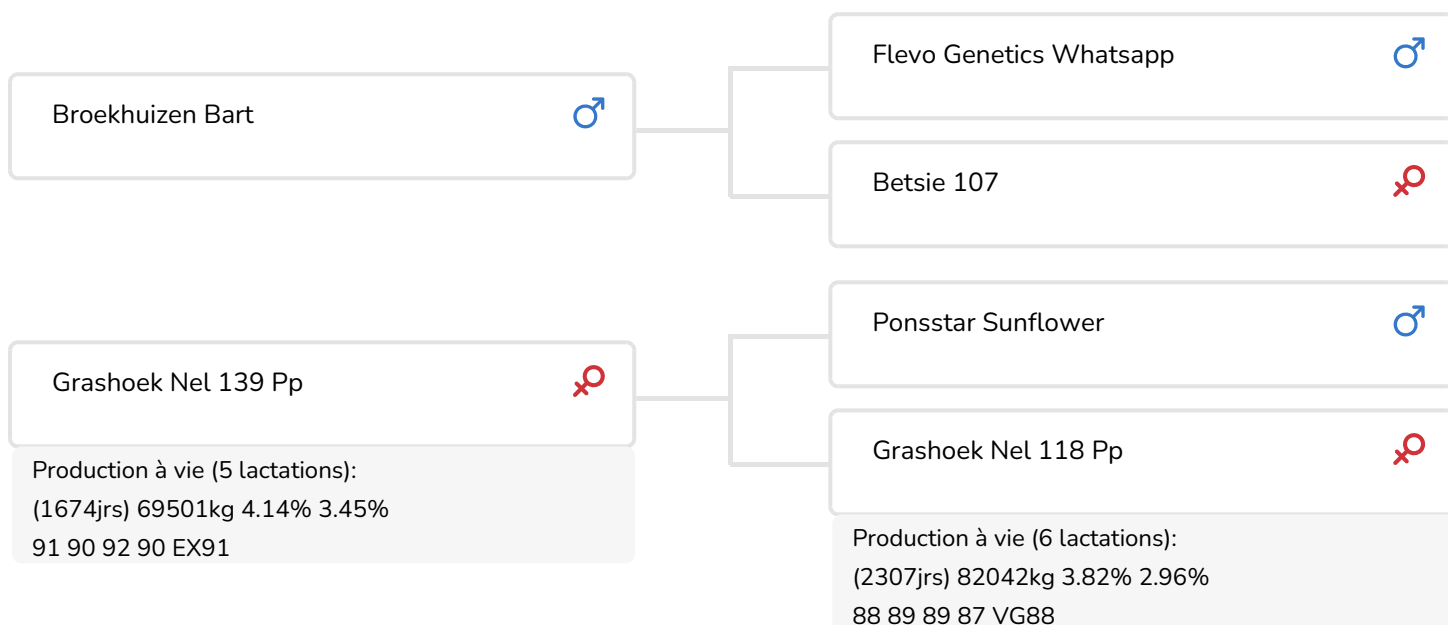 Flevo Genetics Whatsapp
Broekhuizen Bart
Betsie 107
Ponsstar Sunflower
Grashoek Nel 139 Pp
Production à vie (5 lactations):
(1674jrs) 69501kg 4.14% 3.45%
91 90 92 90 EX91
Grashoek Nel 118 Pp
Production à vie (6 lactations):
(2307jrs) 82042kg 3.82% 2.96%
88 89 89 87 VG88